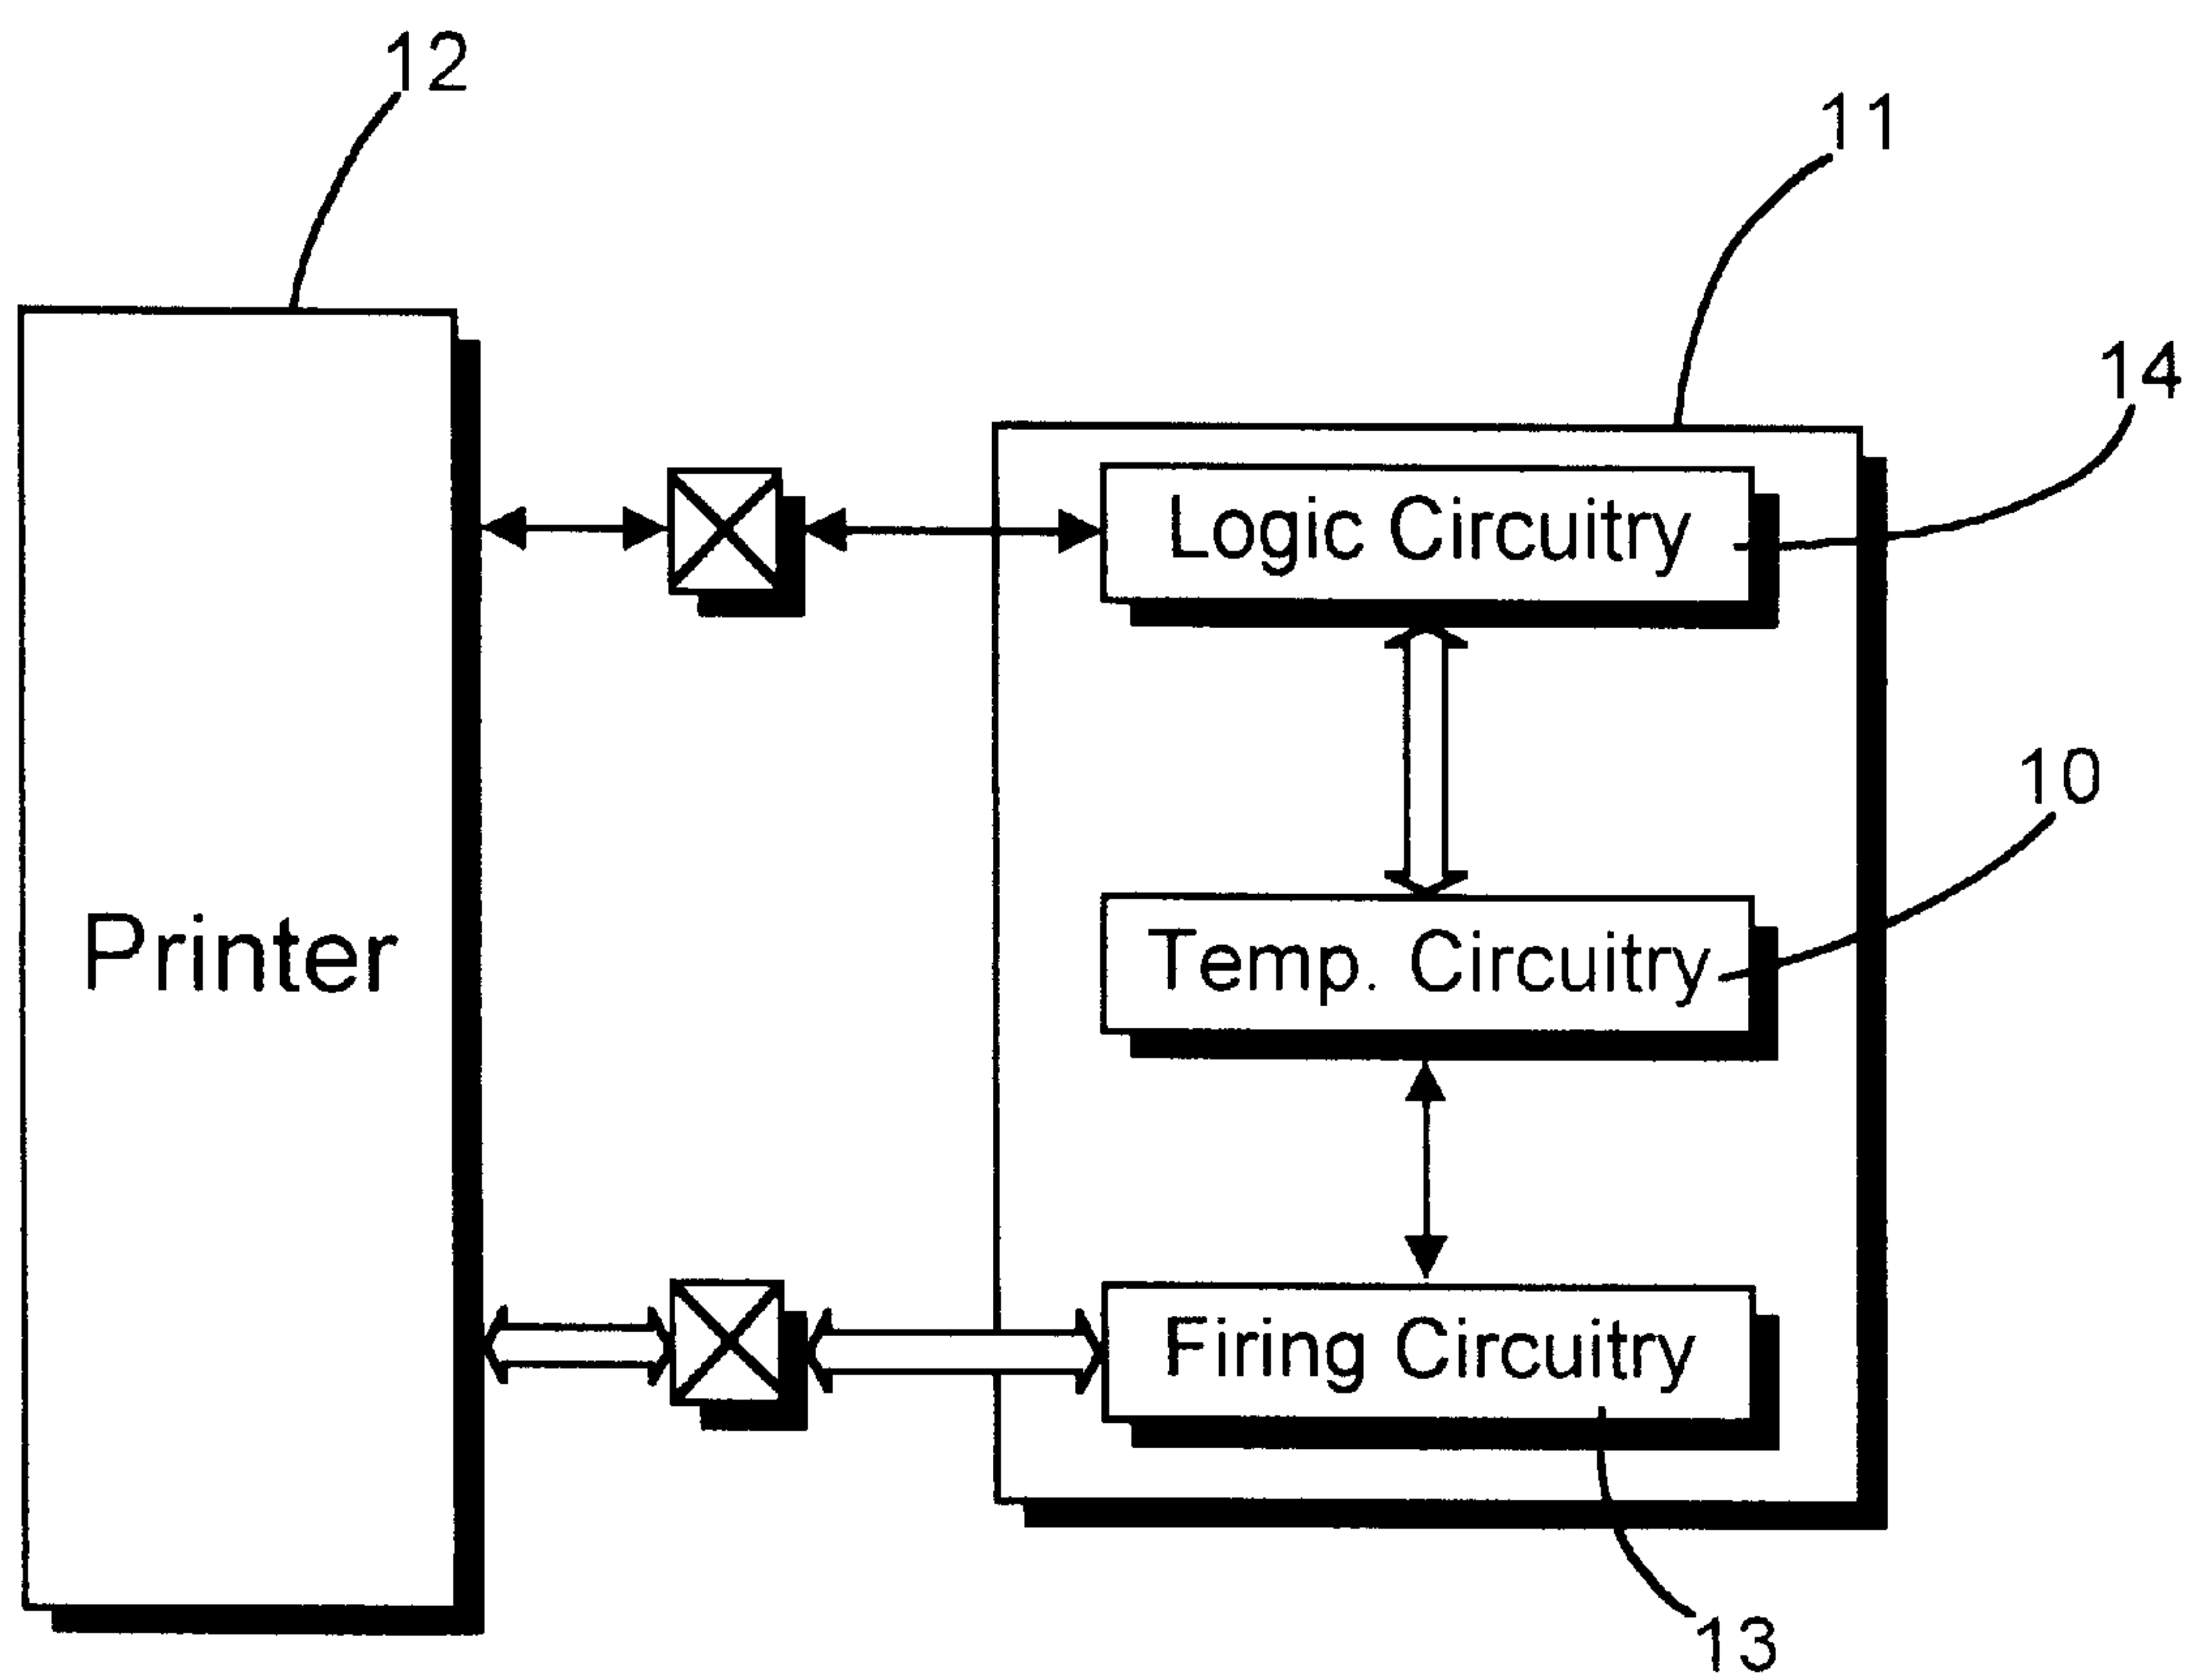 12
11
14
Logic Circuitry
10
Printer
Temp. Circuitry
Firing Circuitry
13